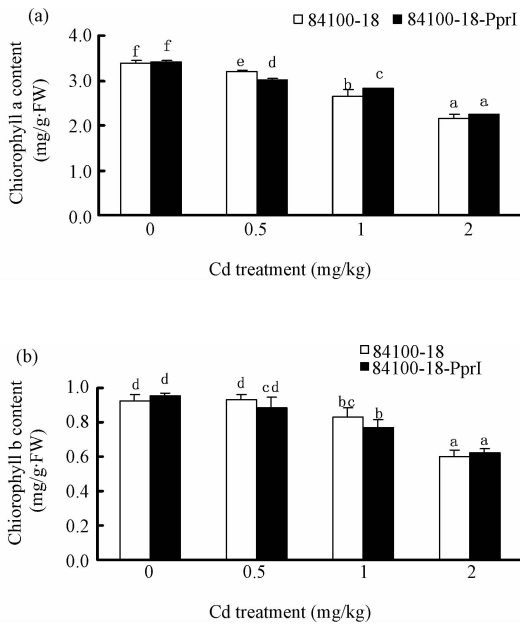 (a)
84100-18 84100-18-PprI
Chiorophyll a content
(mg/g·FW)
4.0
3.0
2.0
1.0
0.0
f f e d b c a a
0 0.5 1 2
Cd treatment (mg/kg)
(b)
84100-18
84100-18-PprI
Chiorophyll b content
(mg/g·FW)
1.0
0.8
0.6
0.4
0.2
0.0
d d d cd bc b a a
0 0.5 1 2
Cd treatment (mg/kg)